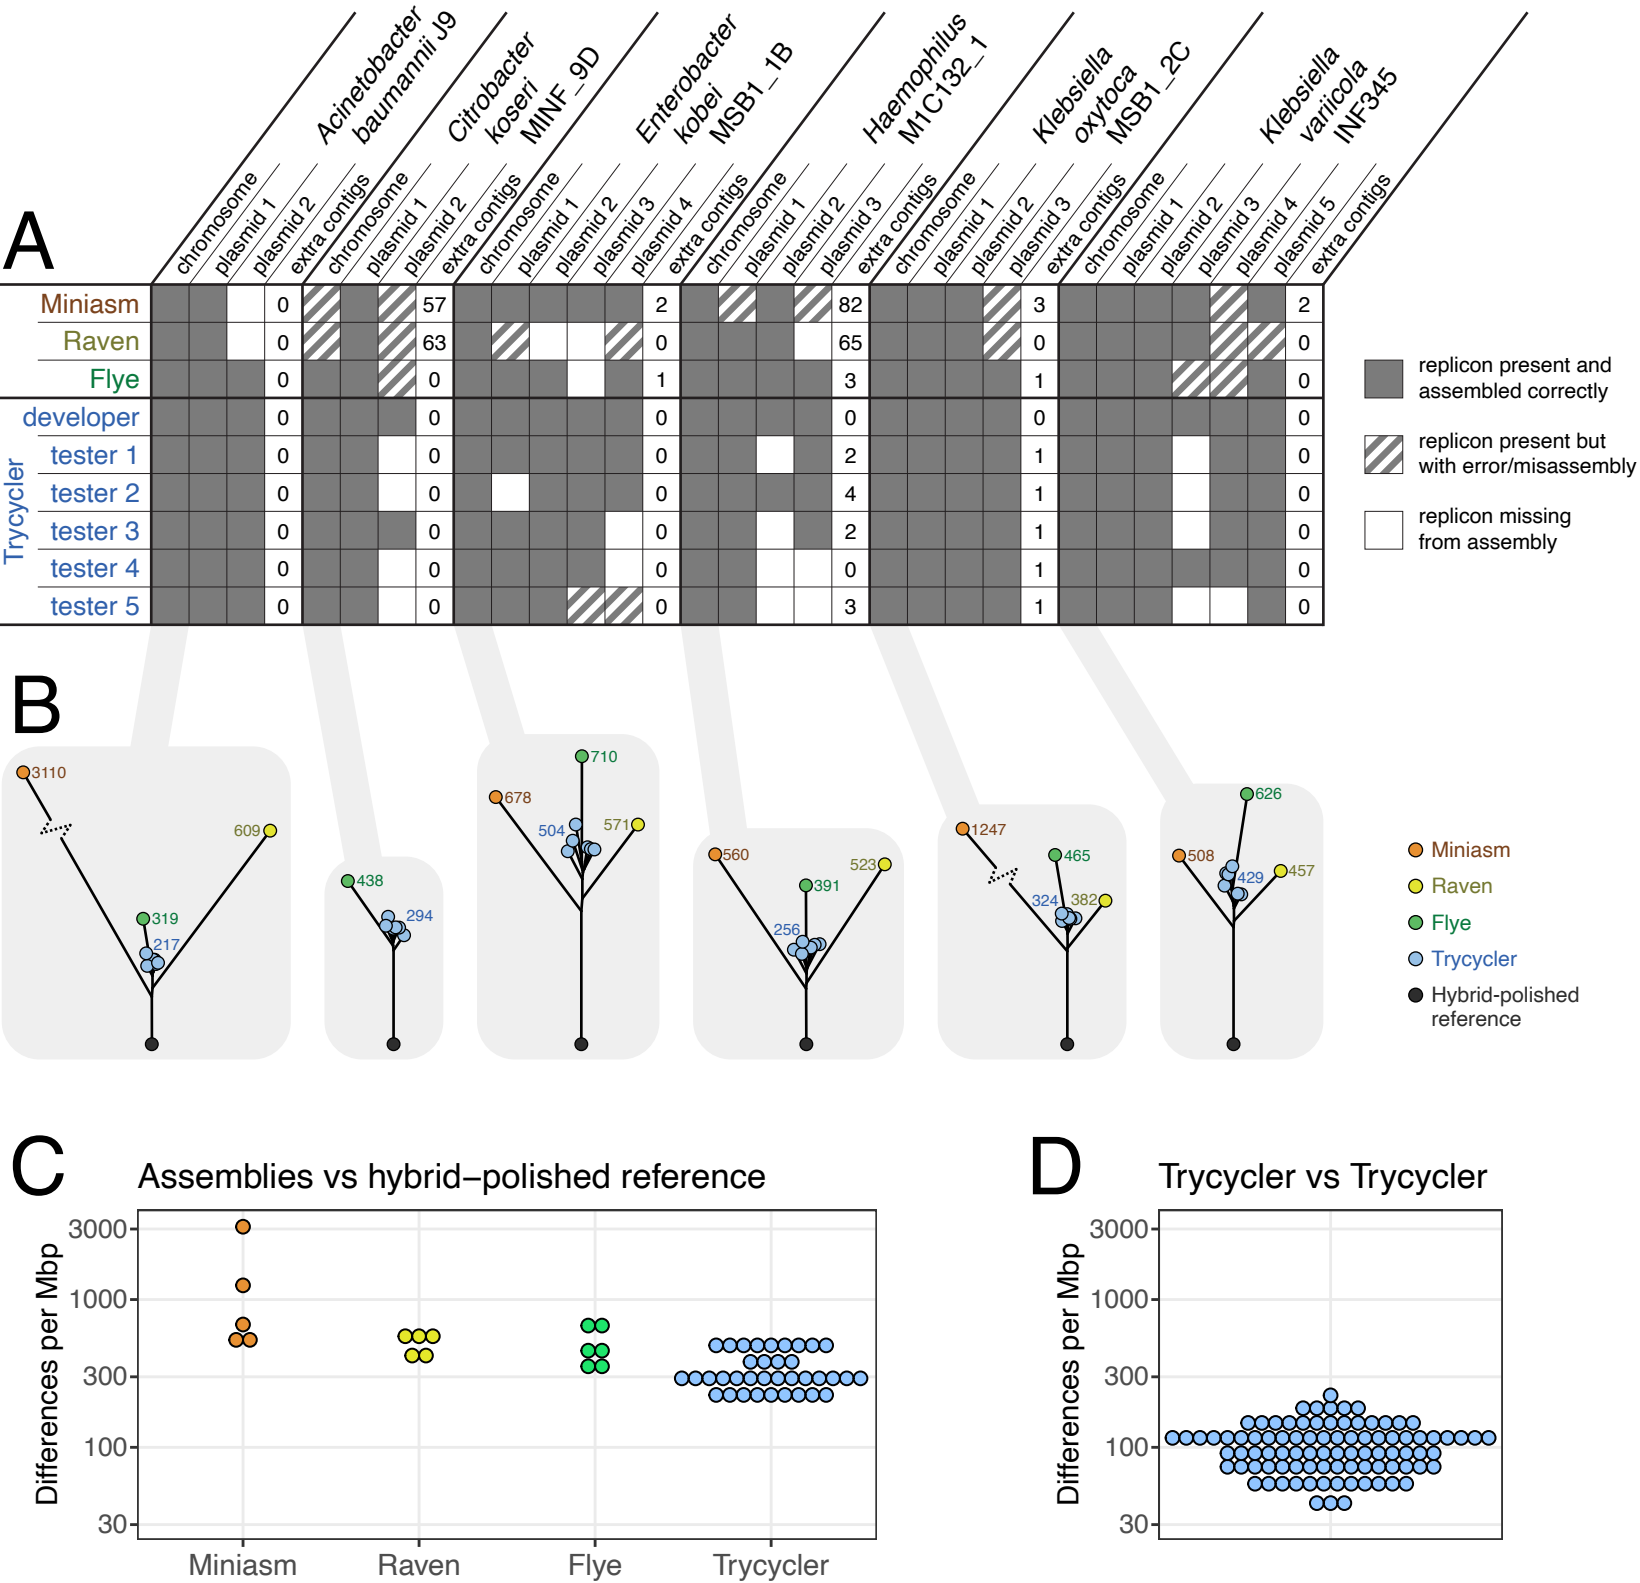 Acinetobacter
baumannii J9
Citrobacter
koseri
MINF_9D
Enterobacter
kobei
MSB1_1B
Haemophilus
M1C132_1
Klebsiella
oxytoca
MSB1_2C
Klebsiella
variicola
INF345
chromosome
plasmid 1
plasmid 2
extra contigs
chromosome
plasmid 1
plasmid 2
extra contigs
chromosome
plasmid 1
plasmid 2
plasmid 3
plasmid 4
extra contigs
chromosome
plasmid 1
plasmid 2
plasmid 3
extra contigs
chromosome
plasmid 1
plasmid 2
plasmid 3
extra contigs
chromosome
plasmid 1
plasmid 2
plasmid 3
plasmid 4
plasmid 5
extra contigs
A
Miniasm 0 57 2 82 3 2
Raven 0 63 0 65 0 0
Flye 0 0 1 3 1 0
Trycycler
developer 0 0 0 0 0 0
tester 1 0 0 0 2 1 0
tester 2 0 0 0 4 1 0
tester 3 0 0 0 2 1 0
tester 4 0 0 0 0 1 0
tester 5 0 0 0 3 1 0
replicon present and
assembled correctly
replicon present but
with error/misassembly
replicon missing
from assembly
B
3110
609
319
217
438
294
710
678
504
571
560
523
391
256
1247
465
324
382
626
508
429
457
Miniasm
Raven
Flye
Trycycler
Hybrid-polished
reference
C
Assemblies vs hybrid–polished reference
Differences per Mbp
3000
1000
300
100
30
Miniasm Raven Flye Trycycler
D
Trycycler vs Trycycler
Differences per Mbp
3000
1000
300
100
30